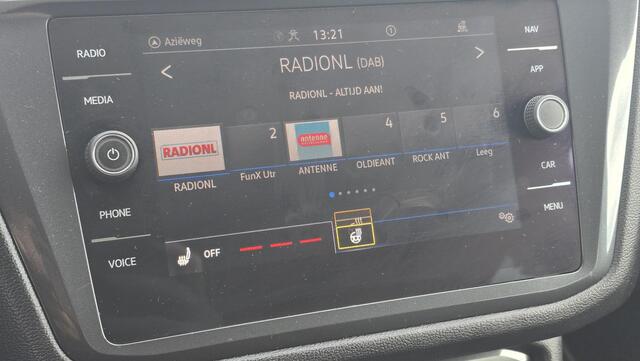 Aziëweg 13:21 1
RADIO NAV
RADIONL (DAB)
MEDIA APP
RADIONL - ALTIJD AAN!
RADIONL 2 antenne 4 5 6
RADIONL FunX Utr ANTENNE OLDIEANT ROCK ANT Leeg
PHONE CAR
VOICE OFF MENU